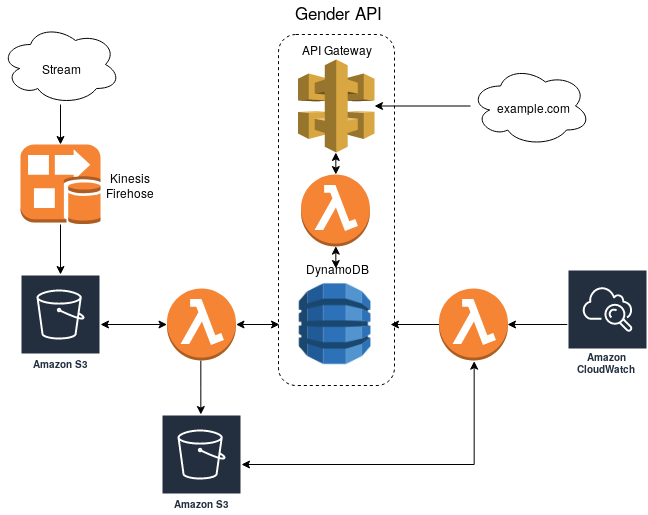 Gender API
API Gateway
Stream
example.com
Kinesis
Firehose
DynamoDB
Amazon S3
Amazon
CloudWatch
Amazon S3